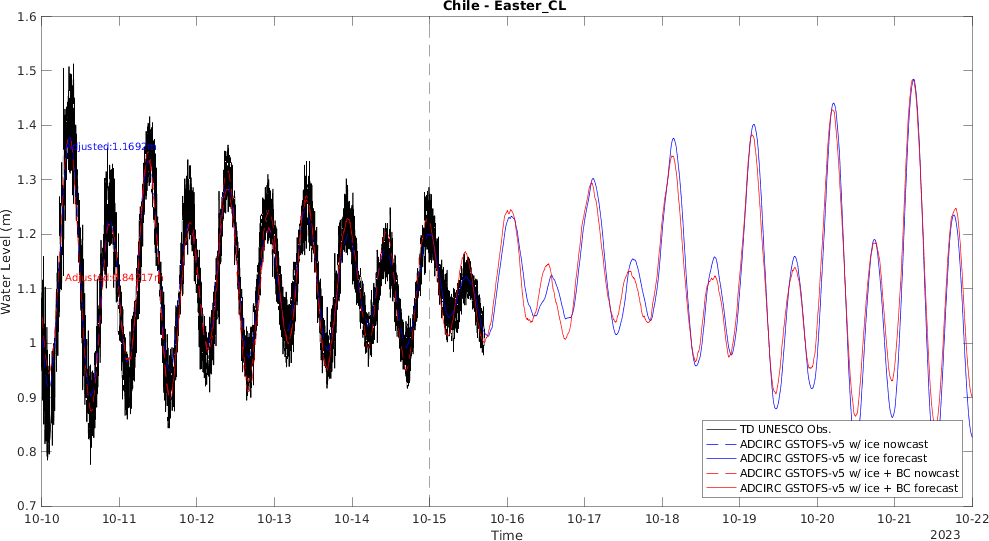 Chile - Easter_CL
1.6
1.5
1.4
1.3
1.2
1.1
1
0.9
0.8
0.7
Water Level (m)
TD UNESCO Obs.
ADCIRC GSTOFS-v5 w/ ice nowcast
ADCIRC GSTOFS-v5 w/ ice forecast
ADCIRC GSTOFS-v5 w/ ice + BC nowcast
ADCIRC GSTOFS-v5 w/ ice + BC forecast
10-10 10-11 10-12 10-13 10-14 10-15 10-16 10-17 10-18 10-19 10-20 10-21 10-22
Time
2023